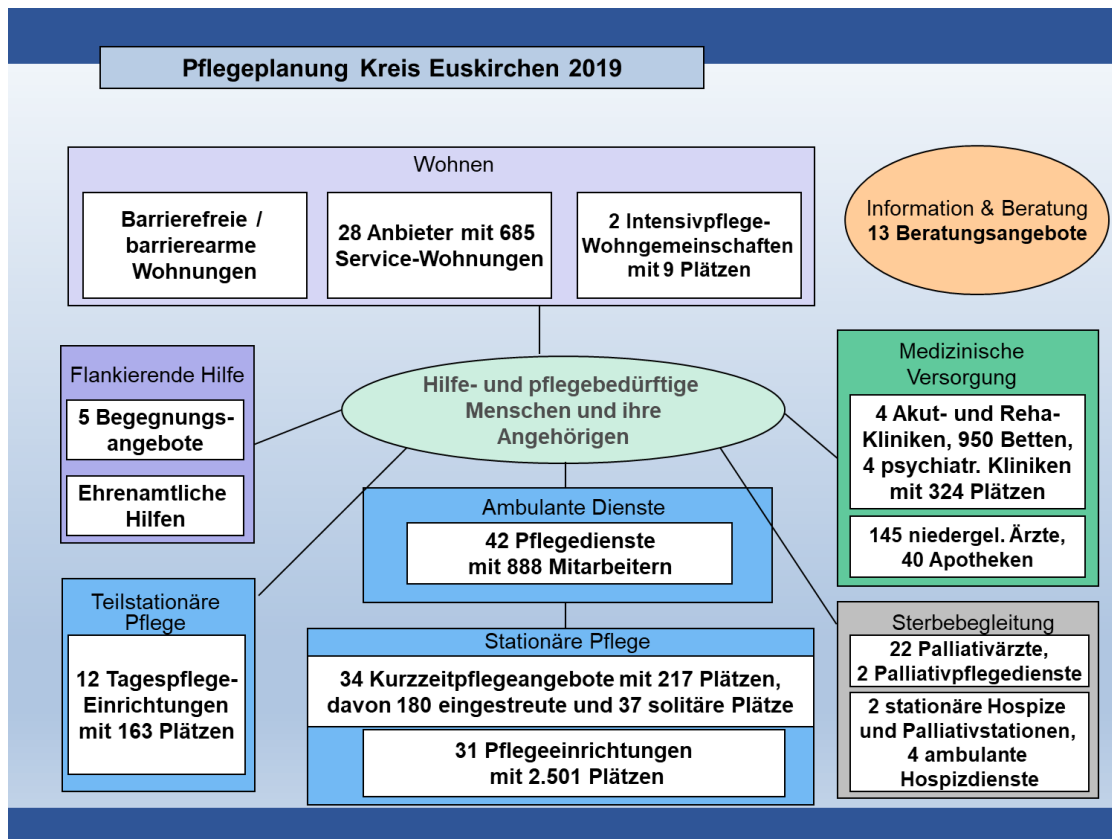 Pflegeplanung Kreis Euskirchen 2019
Wohnen
Barrierefreie /
barrierearme
Wohnungen
28 Anbieter mit 685
Service-Wohnungen
2 Intensivpflege-
Wohngemeinschaften
mit 9 Plätzen
Information & Beratung
13 Beratungsangebote
Flankierende Hilfe
5 Begegnungs-
angebote
Ehrenamtliche
Hilfen
Hilfe- und pflegebedürftige
Menschen und ihre
Angehörigen
Medizinische
Versorgung
4 Akut- und Reha-
Kliniken, 950 Betten,
4 psychiatr. Kliniken
mit 324 Plätzen
145 niedergel. Ärzte,
40 Apotheken
Ambulante Dienste
42 Pflegedienste
mit 888 Mitarbeitern
Teilstationäre
Pflege
12 Tagespflege-
Einrichtungen
mit 163 Plätzen
Stationäre Pflege
34 Kurzzeitpflegeangebote mit 217 Plätzen,
davon 180 eingestreute und 37 solitäre Plätze
31 Pflegeeinrichtungen
mit 2.501 Plätzen
Sterbebegleitung
22 Palliativärzte,
2 Palliativpflegedienste
2 stationäre Hospize
und Palliativstationen,
4 ambulante
Hospizdienste